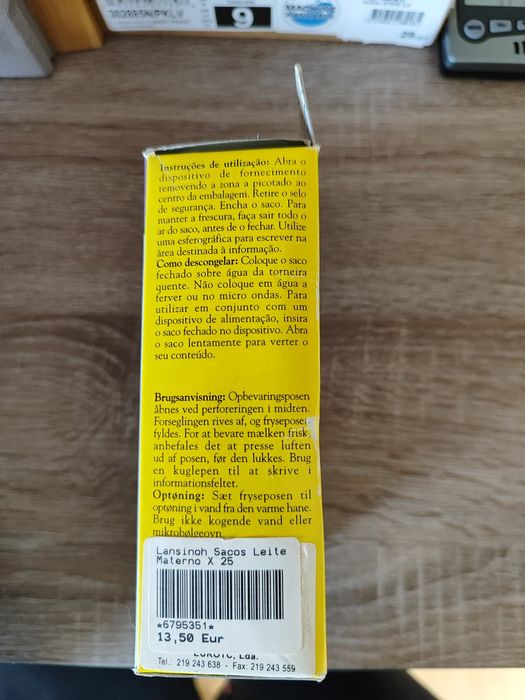 9
Instruções de utilização: Abra o
dispositivo de fornecimento
removendo a zona a picotado ao
centro da embalagem. Retire o selo
de segurança. Encha o saco. Para
manter a frescura, faça sair todo o
ar do saco, antes de o fechar. Utilize
uma esferográfica para escrever na
área destinada à informação.
Como descongelar: Coloque o saco
fechado sobre água da torneira
quente. Não coloque em água a
ferver ou no micro ondas. Para
utilizar em conjunto com um
dispositivo de alimentação, insira
o saco fechado no dispositivo. Abra
o saco lentamente para verter o
seu conteúdo.
Brugsanvisning: Opbevaringsposen
åbnes ved perforeringen i midten.
Forseglingen rives af, og fryseposen
fyldes. For at bevare mælken frisk,
anbefales det at presse luften
ud af posen, før den lukkes. Brug
en kuglepen til at skrive i
informationsfeltet.
Optøning: Sæt fryseposen til
optøning i vand fra den varme hane.
Brug ikke kogende vand eller
mikrobølgeovn.
Lansinoh Sacos Leite
Materno X 25
*6795351*
13,50 Eur
Lda.
Tel.: 219 243 638 - Fax: 219 243 559